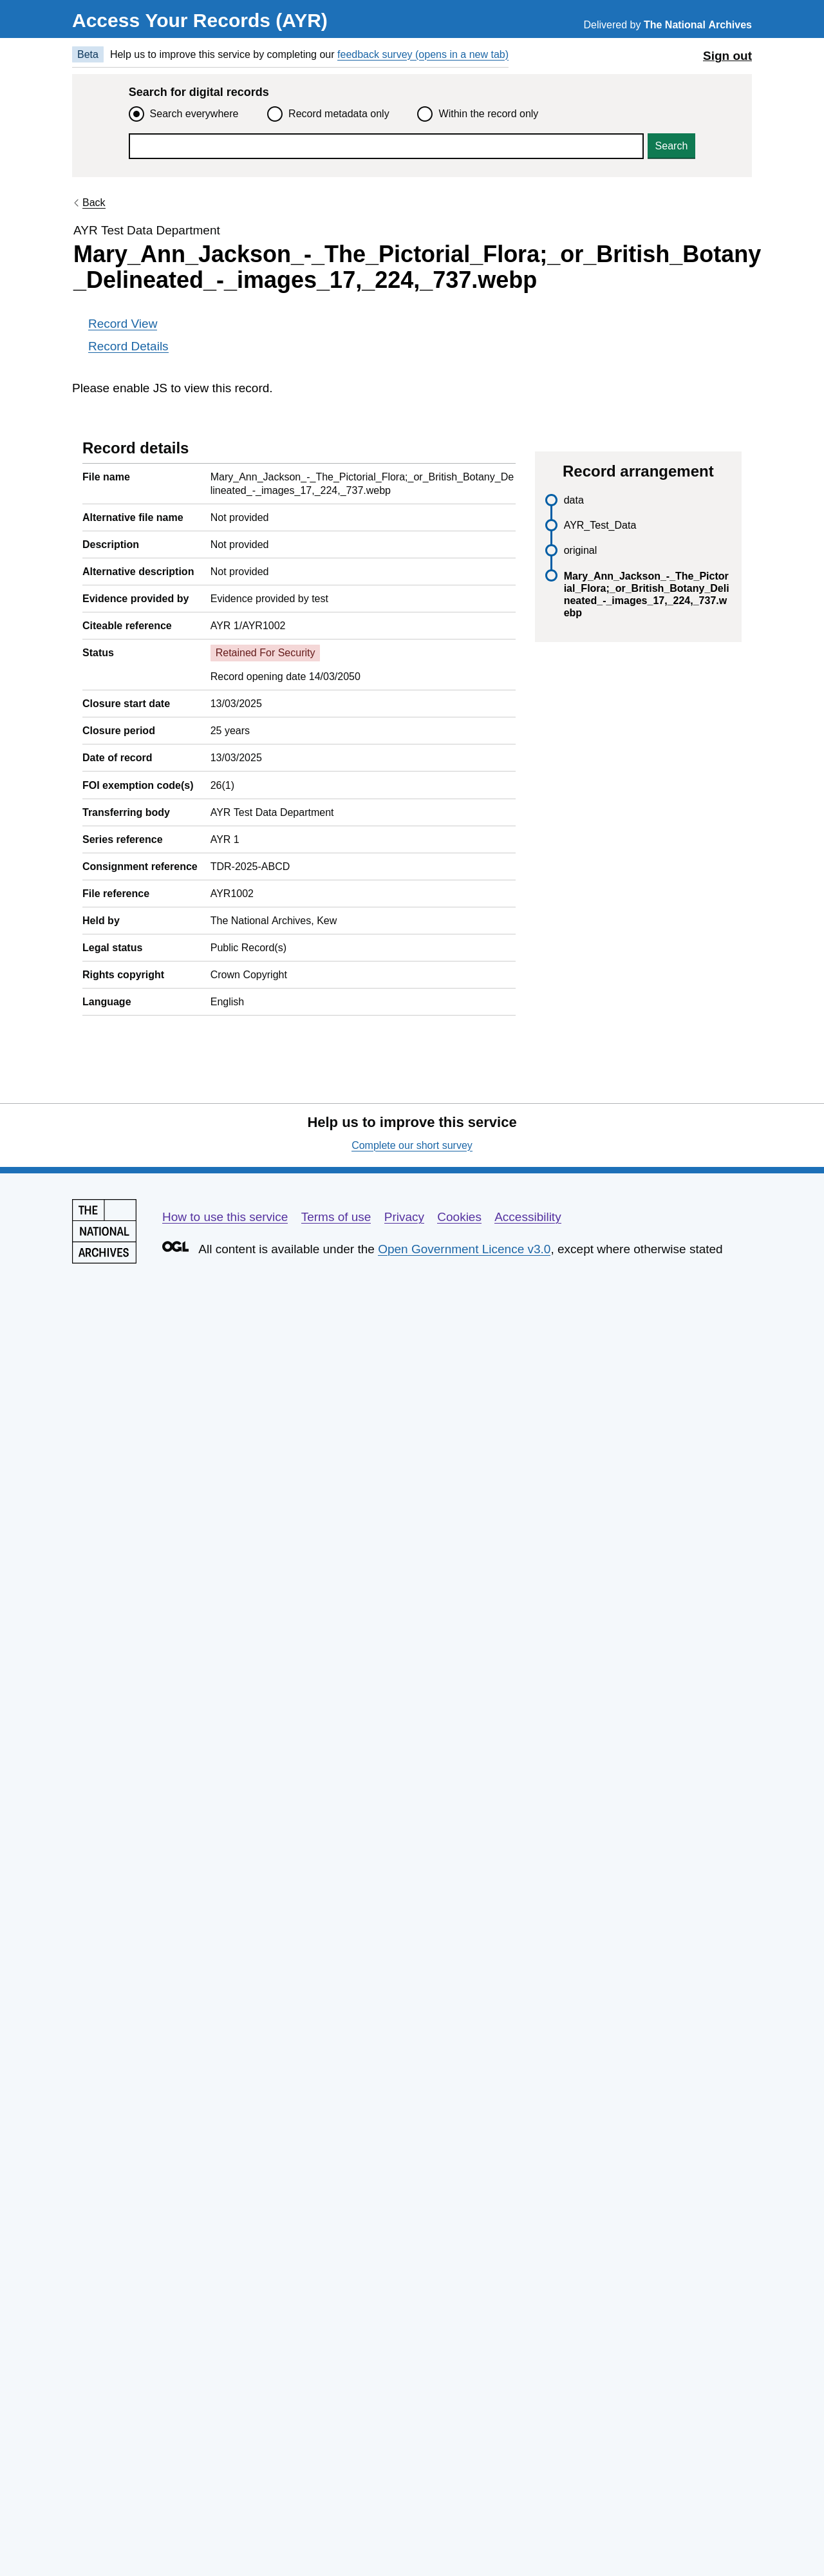 Access Your Records (AYR)
Delivered by The National Archives
Beta Help us to improve this service by completing our feedback survey (opens in a new tab)
Sign out
Search for digital records
Search everywhere
Record metadata only
Within the record only
Search
Back
AYR Test Data Department
Mary_Ann_Jackson_-_The_Pictorial_Flora;_or_British_Botany
_Delineated_-_images_17,_224,_737.webp
Record View
Record Details
Please enable JS to view this record.
Record details
File name Mary_Ann_Jackson_-_The_Pictorial_Flora;_or_British_Botany_De
lineated_-_images_17,_224,_737.webp
Alternative file name Not provided
Description Not provided
Alternative description Not provided
Evidence provided by Evidence provided by test
Citeable reference AYR 1/AYR1002
Status Retained For Security
Record opening date 14/03/2050
Closure start date 13/03/2025
Closure period 25 years
Date of record 13/03/2025
FOI exemption code(s) 26(1)
Transferring body AYR Test Data Department
Series reference AYR 1
Consignment reference TDR-2025-ABCD
File reference AYR1002
Held by The National Archives, Kew
Legal status Public Record(s)
Rights copyright Crown Copyright
Language English
Record arrangement
data
AYR_Test_Data
original
Mary_Ann_Jackson_-_The_Pictor
ial_Flora;_or_British_Botany_Deli
neated_-_images_17,_224,_737.w
ebp
Help us to improve this service
Complete our short survey
THE
NATIONAL
ARCHIVES
How to use this service Terms of use Privacy Cookies Accessibility
OGL All content is available under the Open Government Licence v3.0, except where otherwise stated